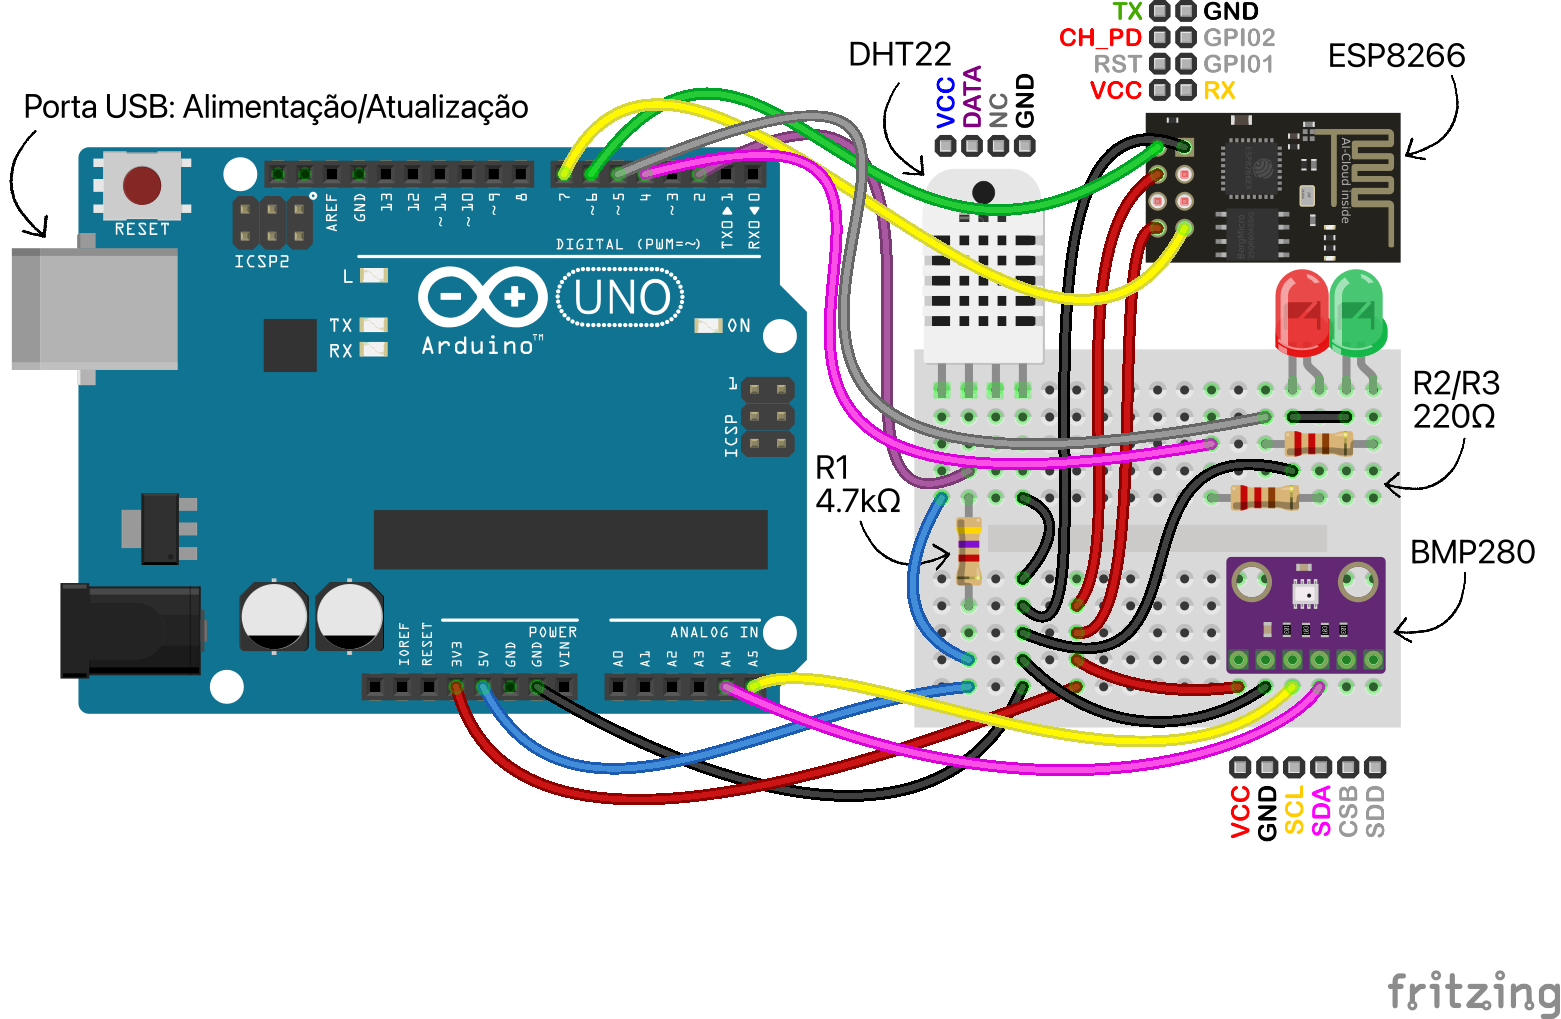 TX GND
CH_PD GPI02
RST GPI01
VCC RX
ESP8266
DHT22
VCC
DATA
NC
GND
Porta USB: Alimentação/Atualização
RESET
ICSP2
AREF
GND
13
12
~11
~10
~9
8
7
~6
~5
4
~3
2
TX0▶1
RX0◀0
DIGITAL (PWM=~)
L
TX
RX
UNO
Arduino™
ON
1
ICSP
AI-Cloud inside
R2/R3
220Ω
R1
4.7kΩ
BMP280
POWER
ANALOG IN
IOREF
RESET
3V3
5V
GND
GND
VIN
A0
A1
A2
A3
A4
A5
VCC
GND
SCL
SDA
CSB
SDD
fritzing